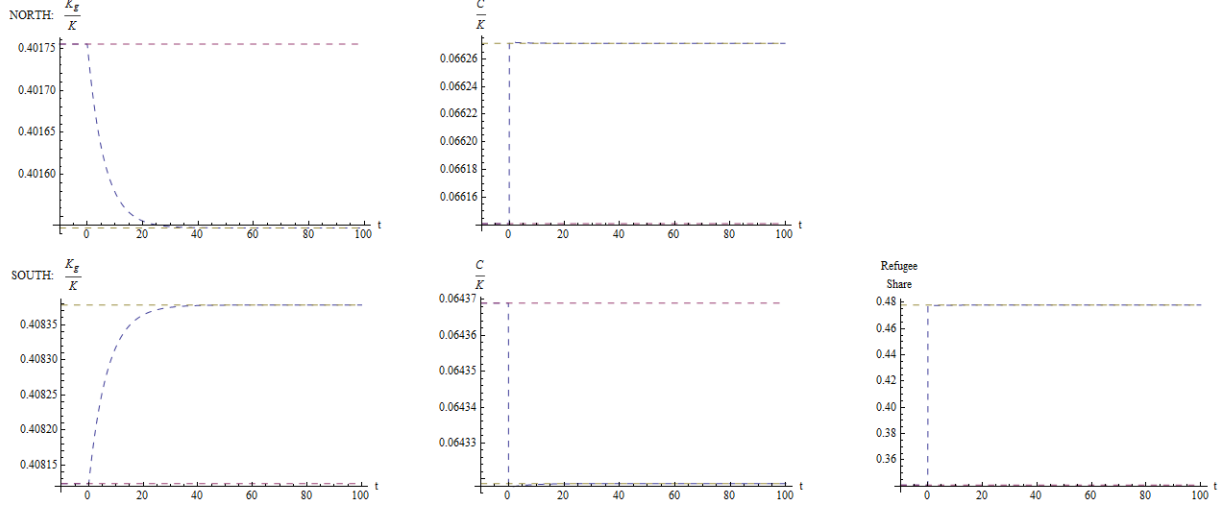 NORTH: K_g/K
0.40175
0.40170
0.40165
0.40160
0 20 40 60 80 100 t
C/K
0.06626
0.06624
0.06622
0.06620
0.06618
0.06616
0 20 40 60 80 100 t
SOUTH: K_g/K
0.40835
0.40830
0.40825
0.40820
0.40815
0 20 40 60 80 100 t
C/K
0.06437
0.06436
0.06435
0.06434
0.06433
0 20 40 60 80 100 t
Refugee
Share
0.48
0.46
0.44
0.42
0.40
0.38
0.36
0 20 40 60 80 100 t